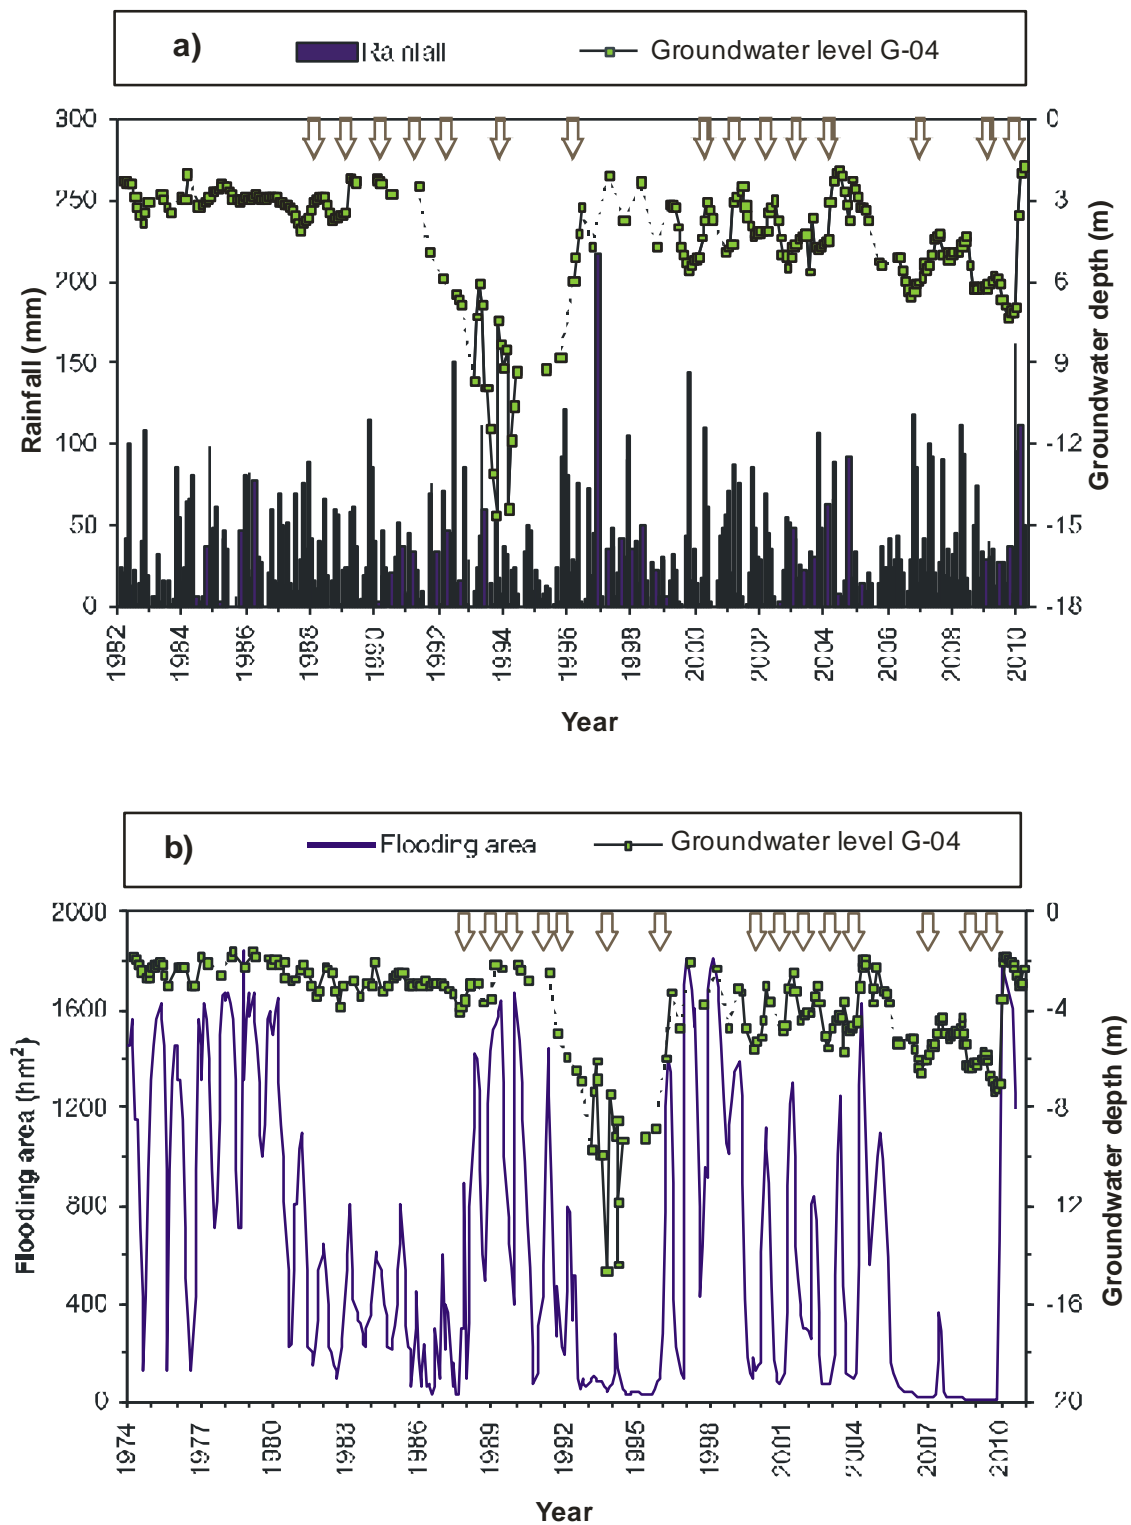 a) Rainfall Groundwater level G-04
300 0
250 3
200 6
150 9
100 -12
50 -15
0 -18
Rainfall (mm)
Groundwater depth (m)
1982 1984 1986 1988 1990 1992 1994 1996 1998 2000 2002 2004 2006 2008 2010
Year
b) Flooding area Groundwater level G-04
2000 0
1600 -4
1200 -8
800 12
400 -16
0 20
Flooding area (hm²)
Groundwater depth (m)
1974 1977 1980 1983 1986 1989 1992 1995 1998 2001 2004 2007 2010
Year